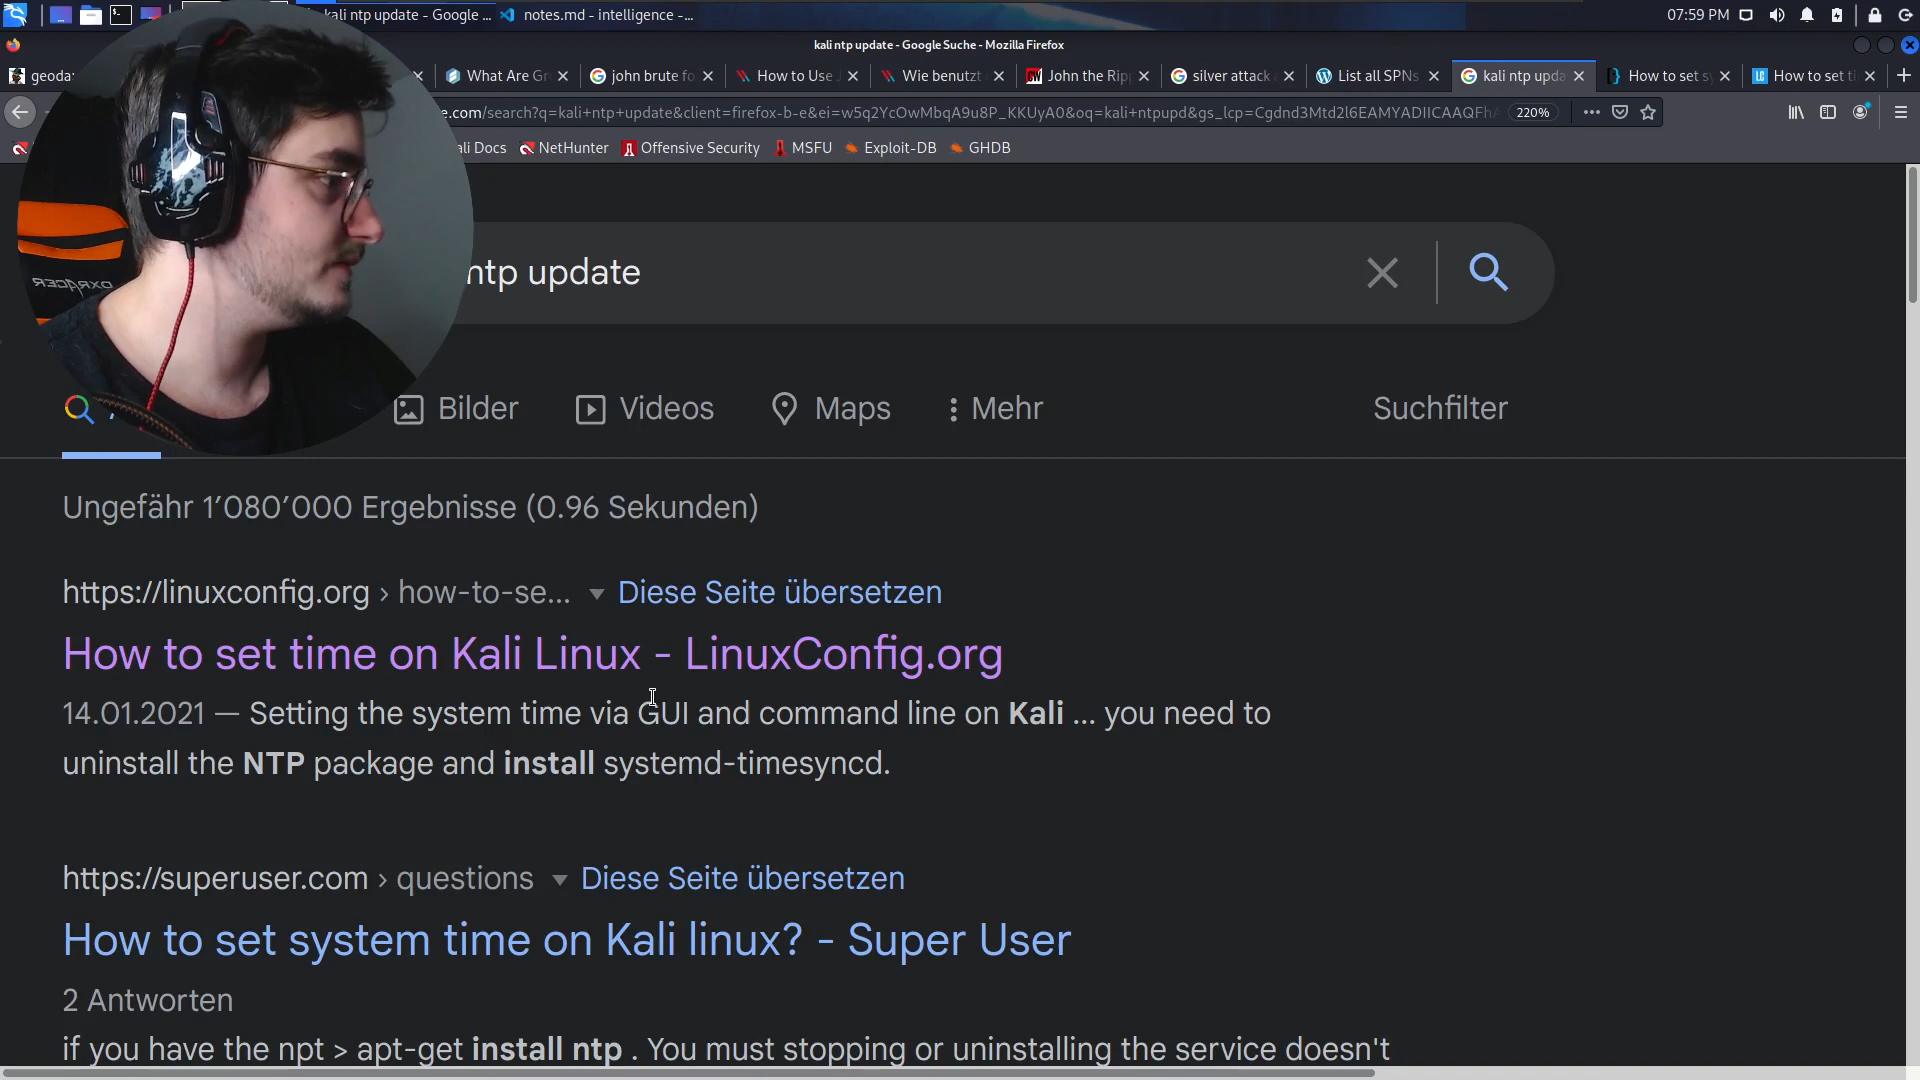 kali ntp update - Google ...
notes.md - intelligence -...
07:59 PM
kali ntp update - Google Suche - Mozilla Firefox
geoda
What Are Gr
john brute fo
How to Use J
Wie benutzt
John the Ripp
silver attack
List all SPNs
kali ntp upda
How to set s
How to set ti
e.com/search?q=kali+ntp+update&client=firefox-b-e&ei=w5q2YcOwMbqA9u8P_KKUyA0&oq=kali+ntpupd&gs_lcp=Cgdnd3Mtd2l6EAMYADIICAAQFhA
220%
ali Docs
NetHunter
Offensive Security
MSFU
Exploit-DB
GHDB
ntp update
DXRACER
Bilder
Videos
Maps
Mehr
Suchfilter
Ungefähr 1’080’000 Ergebnisse (0.96 Sekunden)
https://linuxconfig.org › how-to-se... Diese Seite übersetzen
How to set time on Kali Linux - LinuxConfig.org
14.01.2021 — Setting the system time via GUI and command line on Kali ... you need to
uninstall the NTP package and install systemd-timesyncd.
https://superuser.com › questions Diese Seite übersetzen
How to set system time on Kali linux? - Super User
2 Antworten
if you have the npt > apt-get install ntp . You must stopping or uninstalling the service doesn't